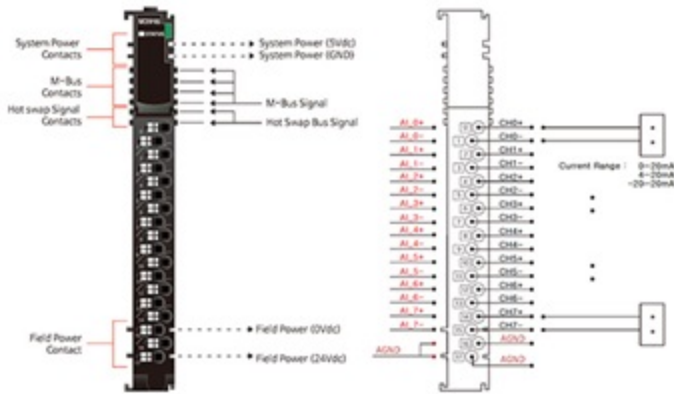 STATUS
System Power
Contacts
System Power (5Vdc)
System Power (GND)
M-Bus
Contacts
M-Bus Signal
Hot swap Signal
Contacts
Hot Swap Bus Signal
Field Power
Contact
Field Power (0Vdc)
Field Power (24Vdc)
AI_0+
AI_0-
AI_1+
AI_1-
AI_2+
AI_2-
AI_3+
AI_3-
AI_4+
AI_4-
AI_5+
AI_5-
AI_6+
AI_6-
AI_7+
AI_7-
AGND
CH0+
CH0-
CH1+
CH1-
CH2+
CH2-
CH3+
CH3-
CH4+
CH4-
CH5+
CH5-
CH6+
CH6-
CH7+
CH7-
AGND
AGND
Current Range : 0~20mA
4~20mA
-20~20mA